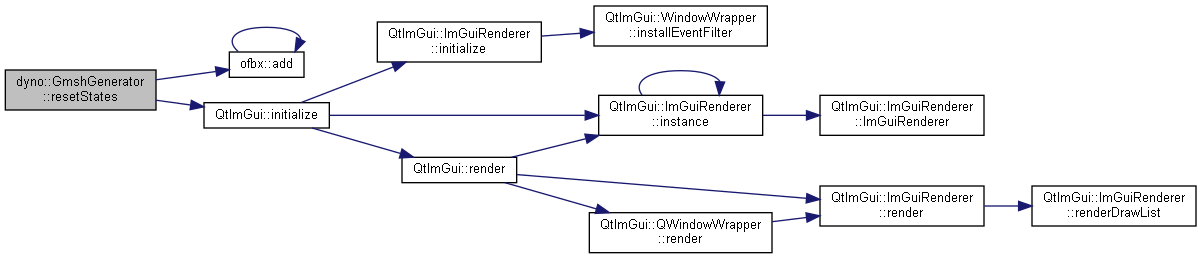 dyno::GmshGenerator
::resetStates
ofbx::add
QtImGui::initialize
QtImGui::ImGuiRenderer
::initialize
QtImGui::WindowWrapper
::installEventFilter
QtImGui::ImGuiRenderer
::instance
QtImGui::ImGuiRenderer
::ImGuiRenderer
QtImGui::render
QtImGui::QWindowWrapper
::render
QtImGui::ImGuiRenderer
::render
QtImGui::ImGuiRenderer
::renderDrawList